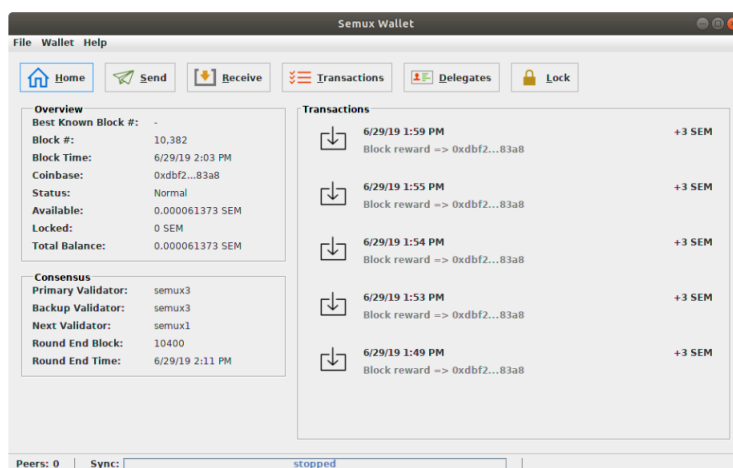 Semux Wallet
File Wallet Help
Home Send Receive Transactions Delegates Lock
Overview
Best Known Block #: -
Block #: 10,382
Block Time: 6/29/19 2:03 PM
Coinbase: 0xdbf2...83a8
Status: Normal
Available: 0.000061373 SEM
Locked: 0 SEM
Total Balance: 0.000061373 SEM
Consensus
Primary Validator: semux3
Backup Validator: semux3
Next Validator: semux1
Round End Block: 10400
Round End Time: 6/29/19 2:11 PM
Transactions
6/29/19 1:59 PM +3 SEM
Block reward => 0xdbf2...83a8
6/29/19 1:55 PM +3 SEM
Block reward => 0xdbf2...83a8
6/29/19 1:54 PM +3 SEM
Block reward => 0xdbf2...83a8
6/29/19 1:53 PM +3 SEM
Block reward => 0xdbf2...83a8
6/29/19 1:49 PM +3 SEM
Block reward => 0xdbf2...83a8
Peers: 0 Sync: stopped